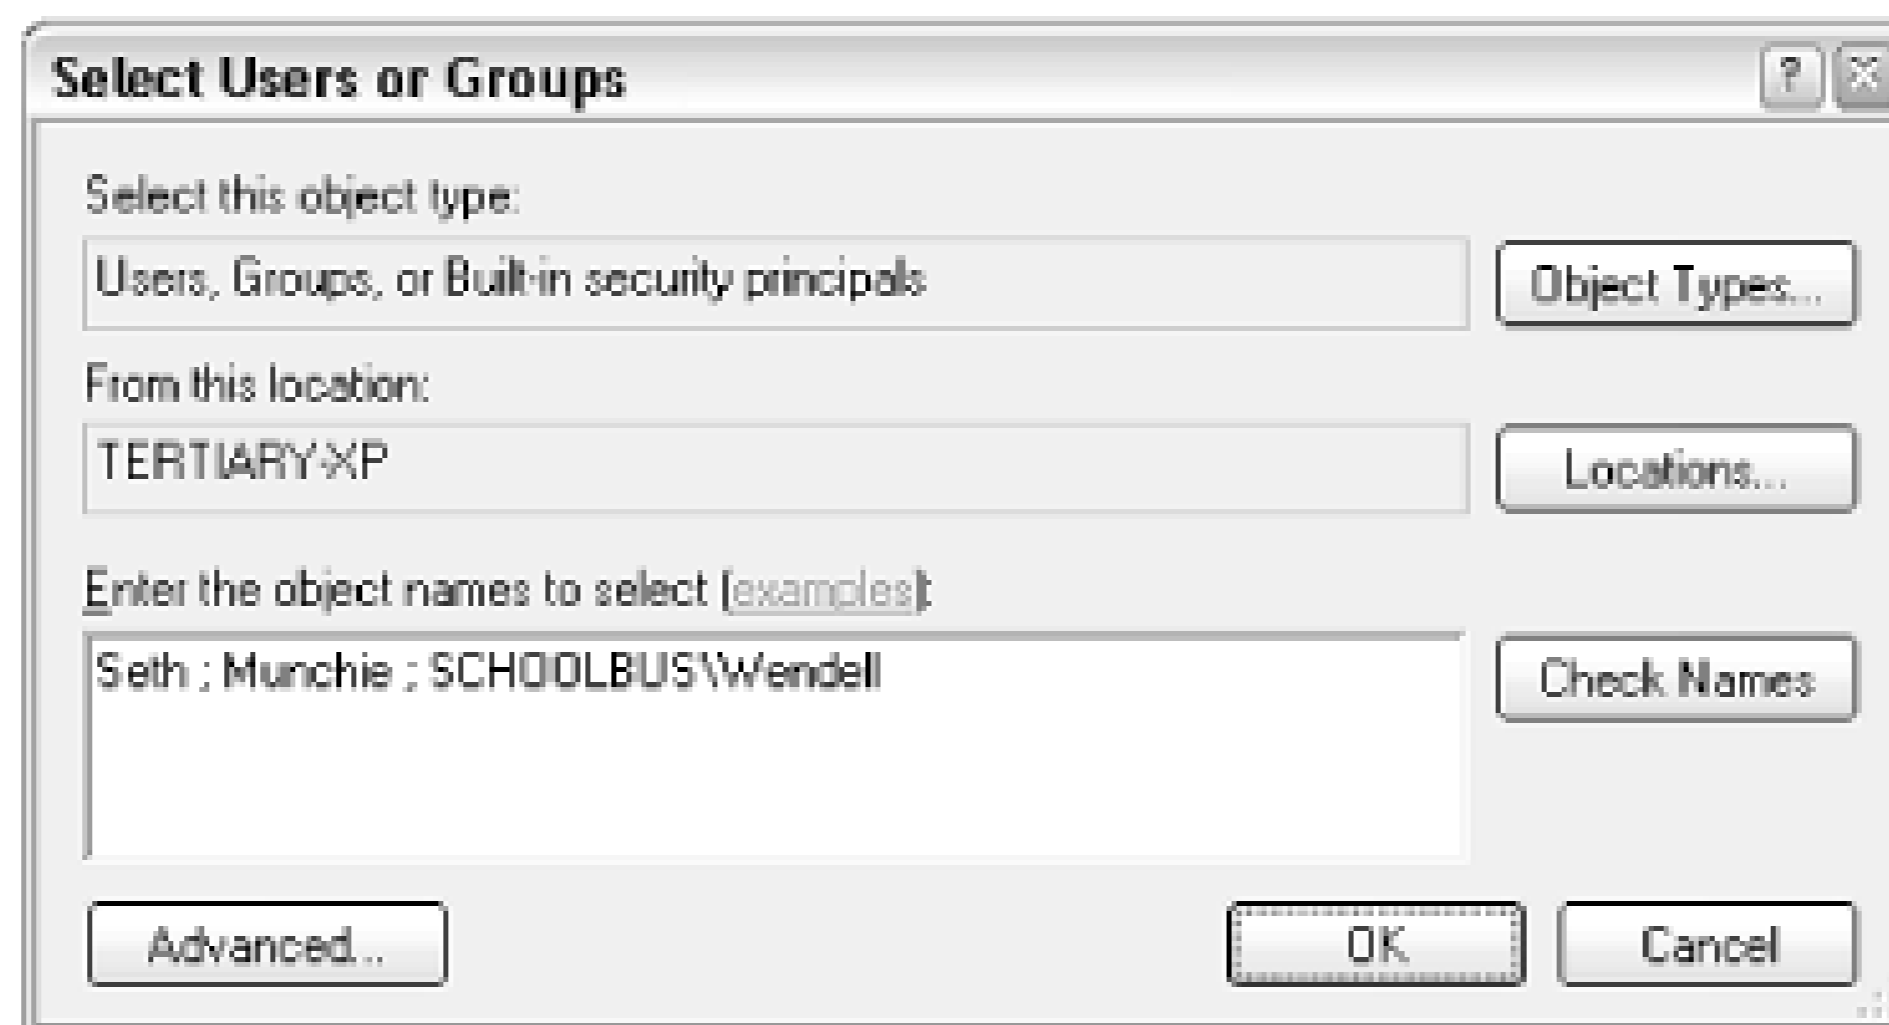 Select Users or Groups
?
Select this object type:
Users, Groups, or Built-in security principals
Object Types...
From this location:
TERTIARY-XP
Locations...
Enter the object names to select (examples):
Seth ; Munchie ; SCHOOLBUS\Wendell
Check Names
Advanced...
OK
Cancel